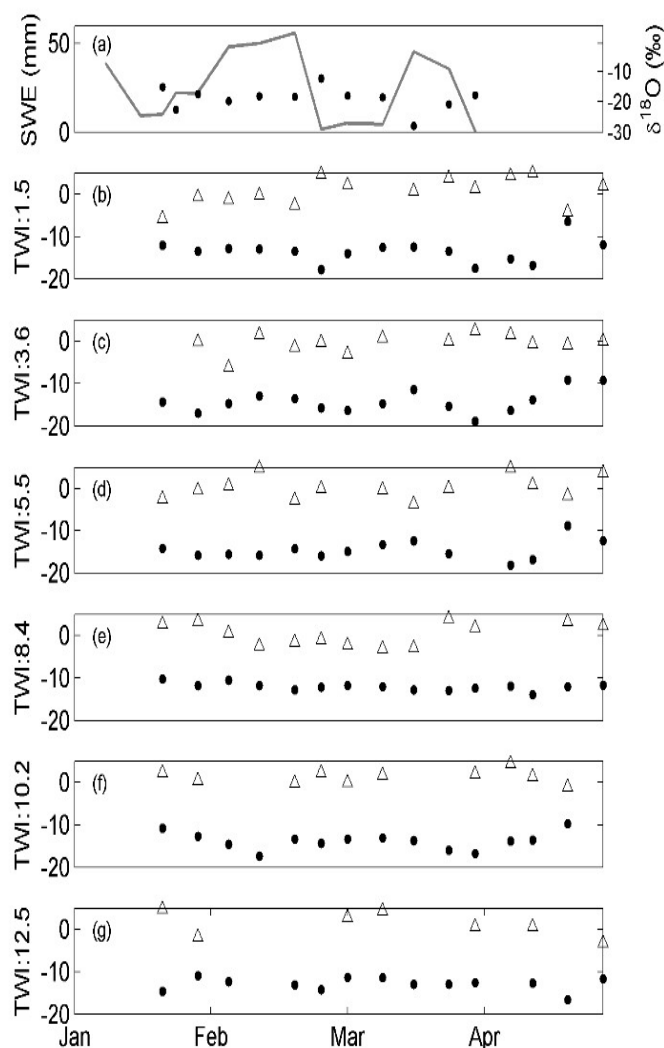 50
(a)
SWE (mm)
0
-10
-20
-30
δ18O (‰)
TWI:1.5
0
-10
-20
(b)
TWI:3.6
0
-10
-20
(c)
TWI:5.5
0
-10
-20
(d)
TWI:8.4
0
-10
-20
(e)
TWI:10.2
0
-10
-20
(f)
TWI:12.5
0
-10
-20
(g)
Jan Feb Mar Apr